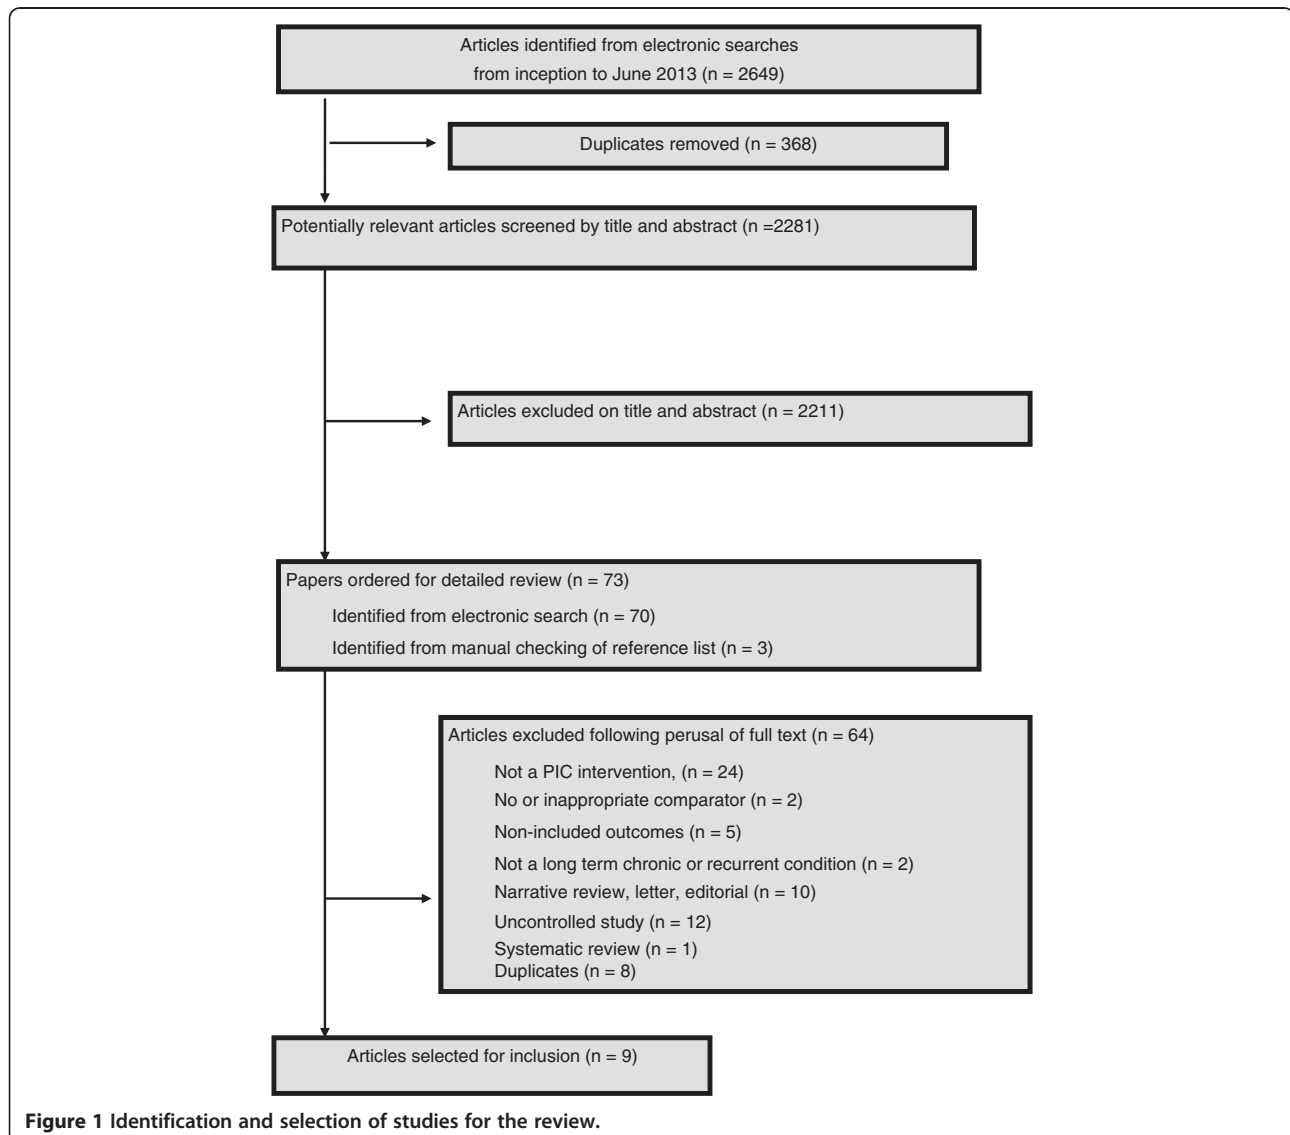 Articles identified from electronic searches
from inception to June 2013 (n = 2649)
Duplicates removed (n = 368)
Potentially relevant articles screened by title and abstract (n =2281)
Articles excluded on title and abstract (n = 2211)
Papers ordered for detailed review (n = 73)
Identified from electronic search (n = 70)
Identified from manual checking of reference list (n = 3)
Articles excluded following perusal of full text (n = 64)
Not a PIC intervention, (n = 24)
No or inappropriate comparator (n = 2)
Non-included outcomes (n = 5)
Not a long term chronic or recurrent condition (n = 2)
Narrative review, letter, editorial (n = 10)
Uncontrolled study (n = 12)
Systematic review (n = 1)
Duplicates (n = 8)
Articles selected for inclusion (n = 9)
Figure 1 Identification and selection of studies for the review.